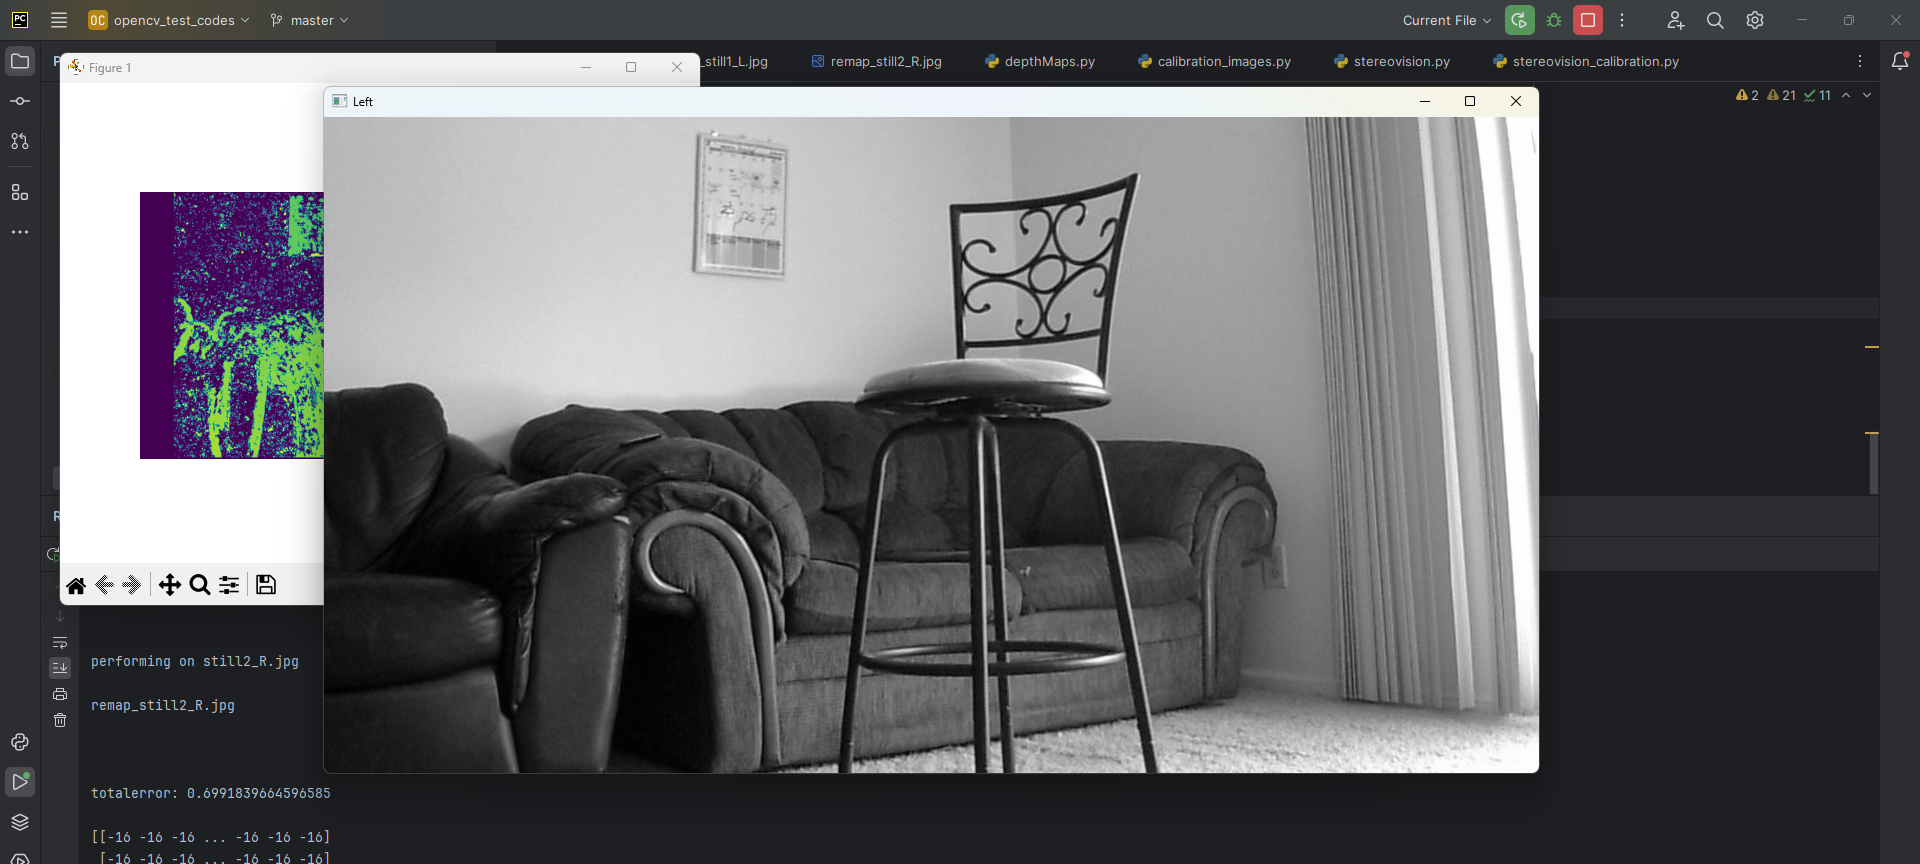 PC
OC opencv_test_codes
master
Current File
Figure 1
_still1_L.jpg
remap_still2_R.jpg
depthMaps.py
calibration_images.py
stereovision.py
stereovision_calibration.py
Left
2 21 11
performing on still2_R.jpg
remap_still2_R.jpg
totalerror: 0.6991839664596585
[[-16 -16 -16 ... -16 -16 -16]
[-16 -16 -16 ... -16 -16 -16]